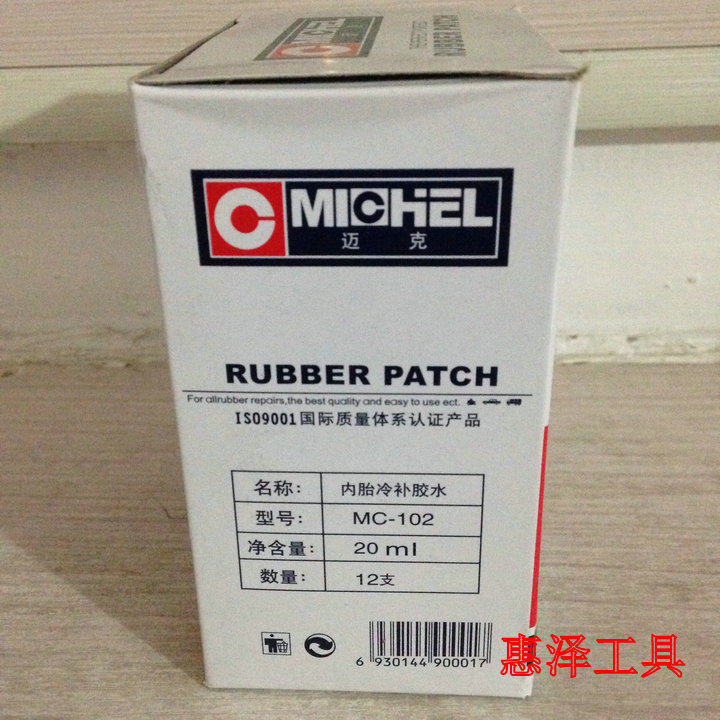 C MICHEL
RUBBER PATCH
C MICHEL
迈克
RUBBER PATCH
For allrubber repairs,the best quality and easy to use ect.
ISO9001国际质量体系认证产品
名称: 内胎冷补胶水
型号: MC-102
净含量: 20 ml
数量: 12支
6 930144 900017
惠泽工具